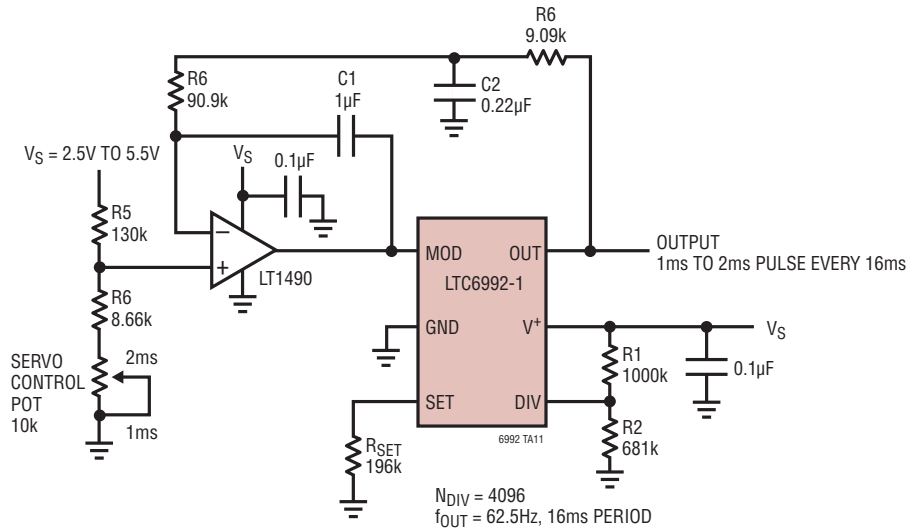 R6
9.09k
R6
90.9k
C1
1µF
C2
0.22µF
V_S = 2.5V TO 5.5V
V_S
0.1µF
R5
130k
–
+
LT1490
MOD
OUT
OUTPUT
1ms TO 2ms PULSE EVERY 16ms
LTC6992-1
R6
8.66k
GND
V⁺
V_S
SERVO
CONTROL
POT
10k
2ms
1ms
R1
1000k
0.1µF
SET
DIV
6992 TA11
R2
681k
R_SET
196k
N_DIV = 4096
f_OUT = 62.5Hz, 16ms PERIOD